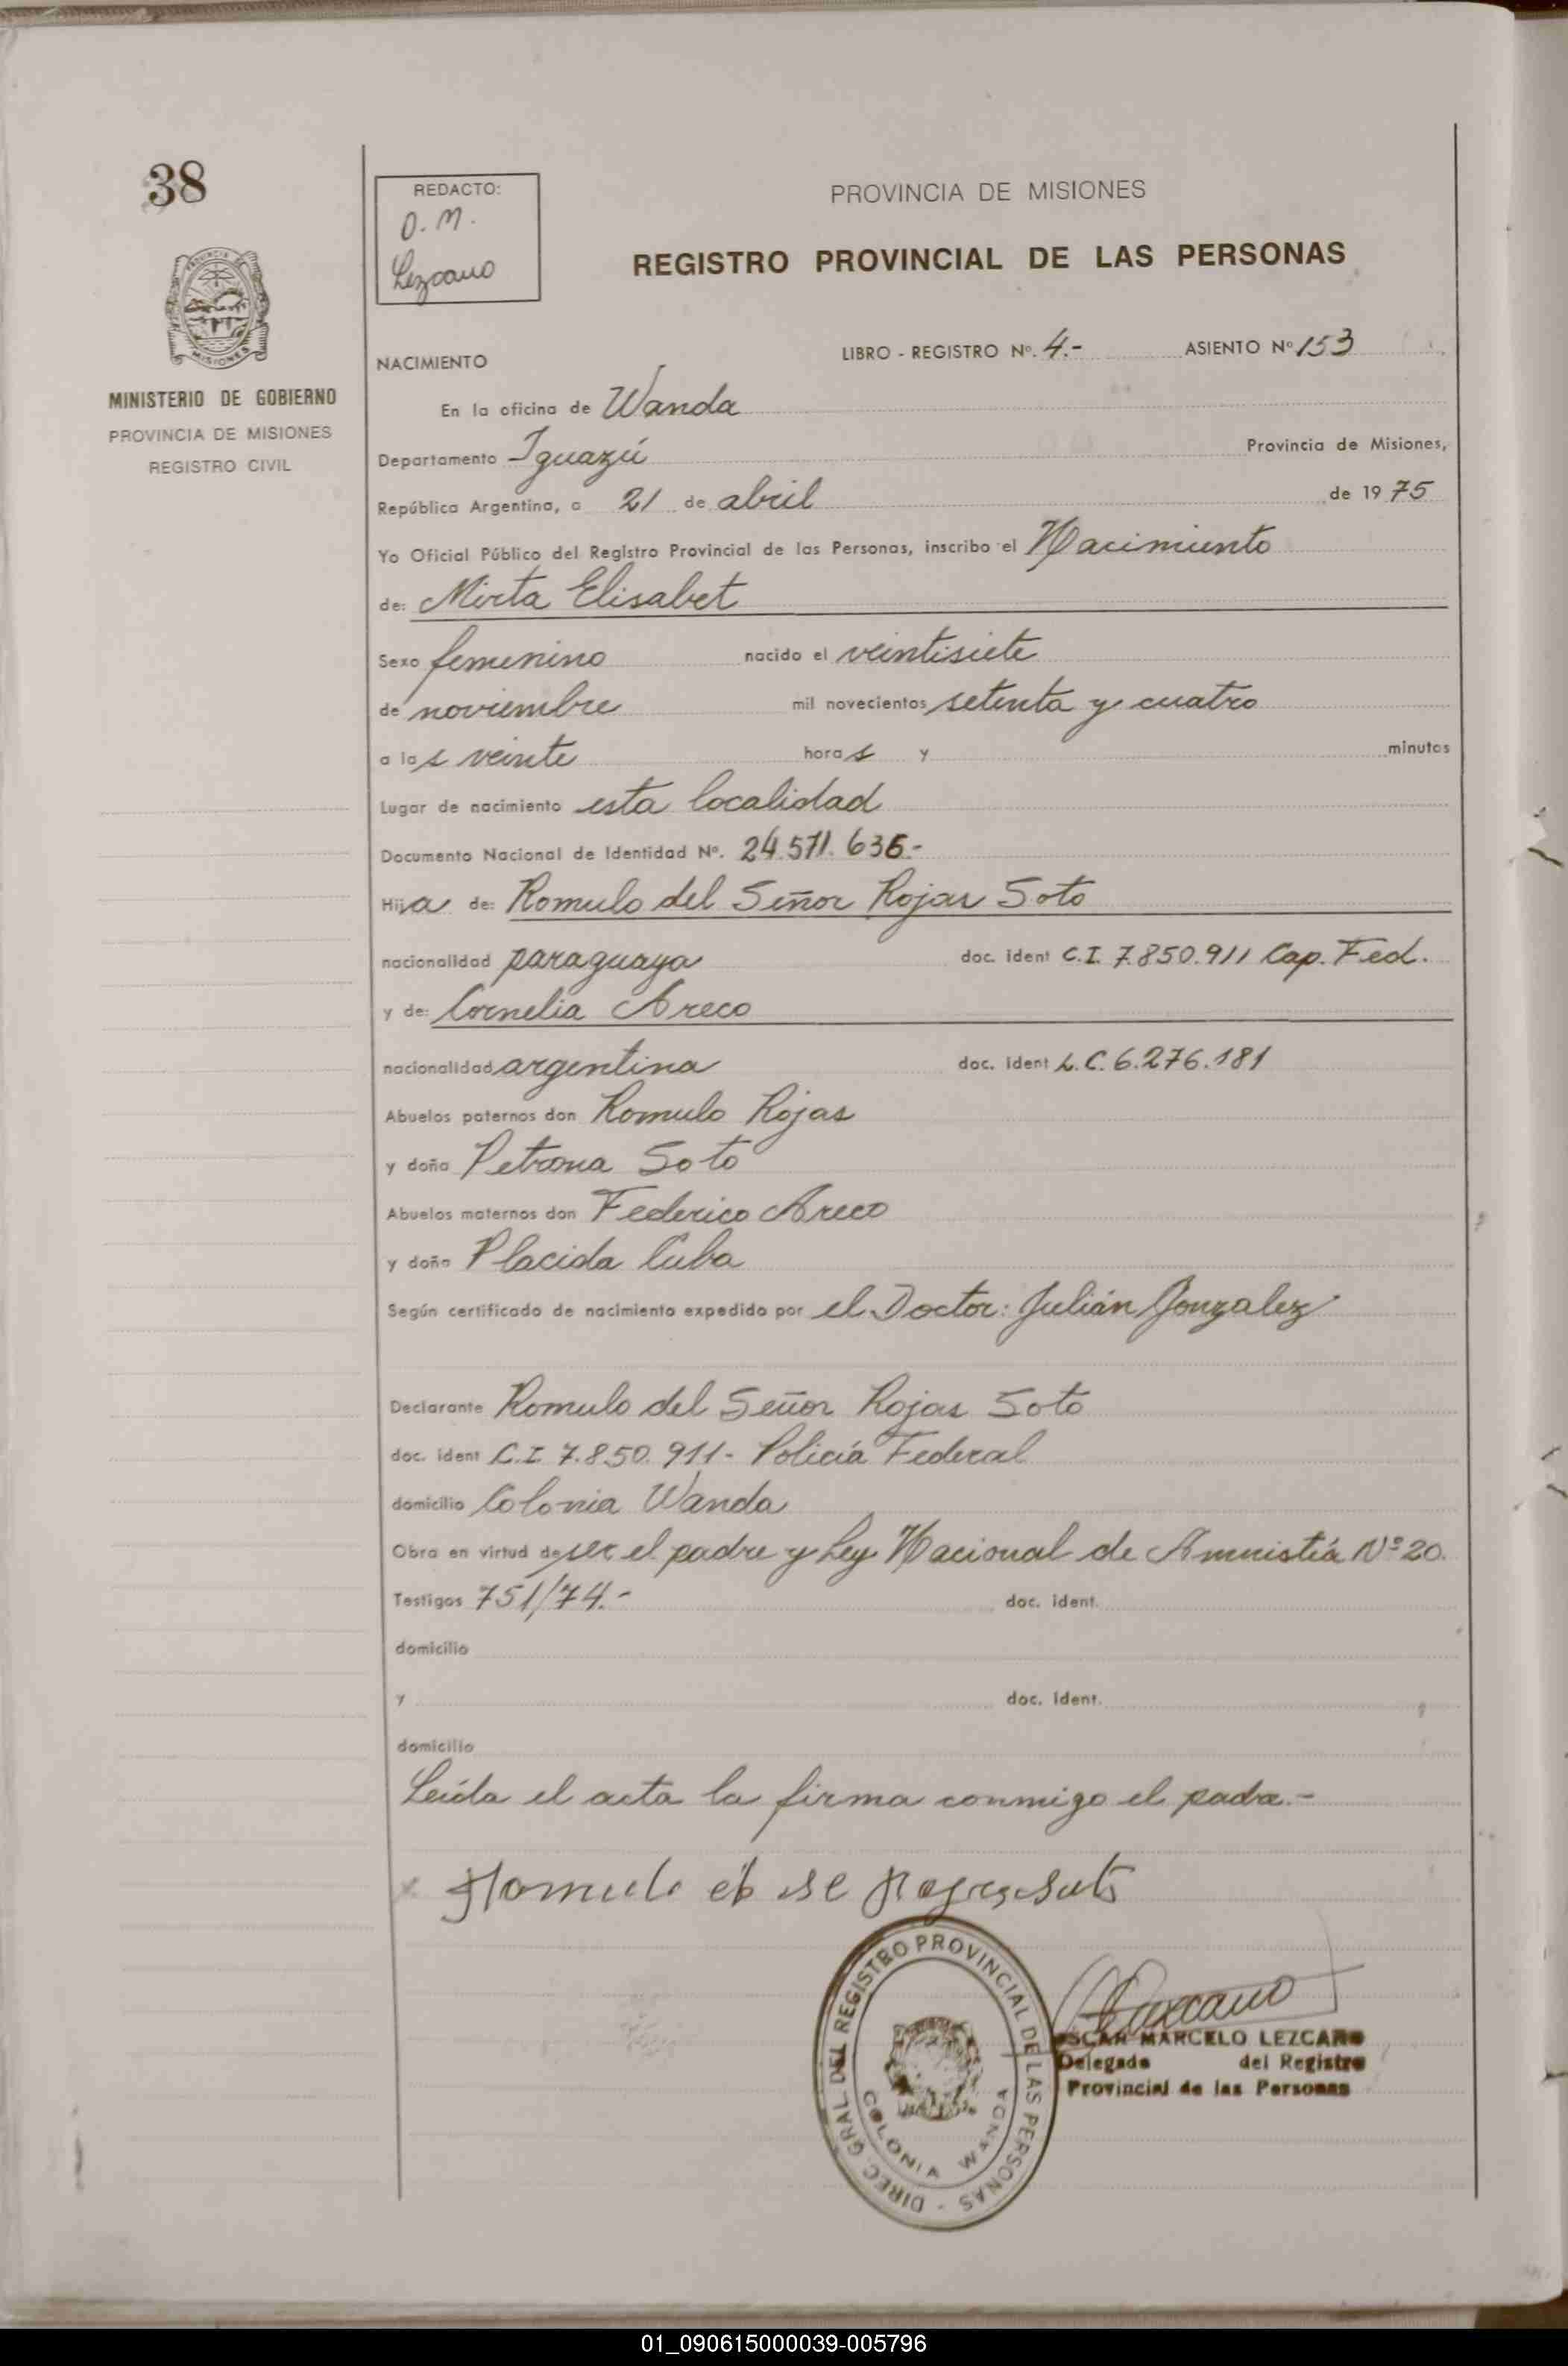 38
REDACTO:
O. M.
Lezcano
PROVINCIA DE MISIONES
REGISTRO PROVINCIAL DE LAS PERSONAS
PROVINCIA DE
MISIONES
MINISTERIO DE GOBIERNO
PROVINCIA DE MISIONES
REGISTRO CIVIL
NACIMIENTO LIBRO - REGISTRO Nº. 4.- ASIENTO Nº 153
En la oficina de Wanda
Departamento Iguazú Provincia de Misiones,
República Argentina, a 21 de abril de 1975
Yo Oficial Público del Registro Provincial de las Personas, inscribo el Nacimiento
de: Mirta Elisabet
Sexo femenino nacido el veintisiete
de noviembre mil novecientos setenta y cuatro
a las veinte horas y minutos
Lugar de nacimiento esta localidad
Documento Nacional de Identidad Nº. 24.571.636.-
Hija de: Romulo del Señor Rojas Soto
nacionalidad paraguaya doc. ident C.I. 7.850.911 Cap. Fed.
y de: Cornelia Areco
nacionalidad argentina doc. ident L.C. 6.276.181
Abuelos paternos don Romulo Rojas
y doña Petrona Soto
Abuelos maternos don Federico Areco
y doña Placida Cuba
Según certificado de nacimiento expedido por el Doctor: Julián Gonzalez
Declarante Romulo del Señor Rojas Soto
doc. ident C.I. 7.850.911- Policía Federal
domicilio Colonia Wanda
Obra en virtud de ser el padre y Ley Nacional de Amnistía Nº 20.
Testigos 751/74.- doc. ident.
domicilio
y doc. ident.
domicilio
Leída el acta la firma conmigo el padre.-
DIREC. GRAL DEL REGISTRO PROVINCIAL DE LAS PERSONAS -
COLONIA WANDA
Lezcano
OSCAR MARCELO LEZCANO
Delegado del Registro
Provincial de las Personas
01_090615000039-005796